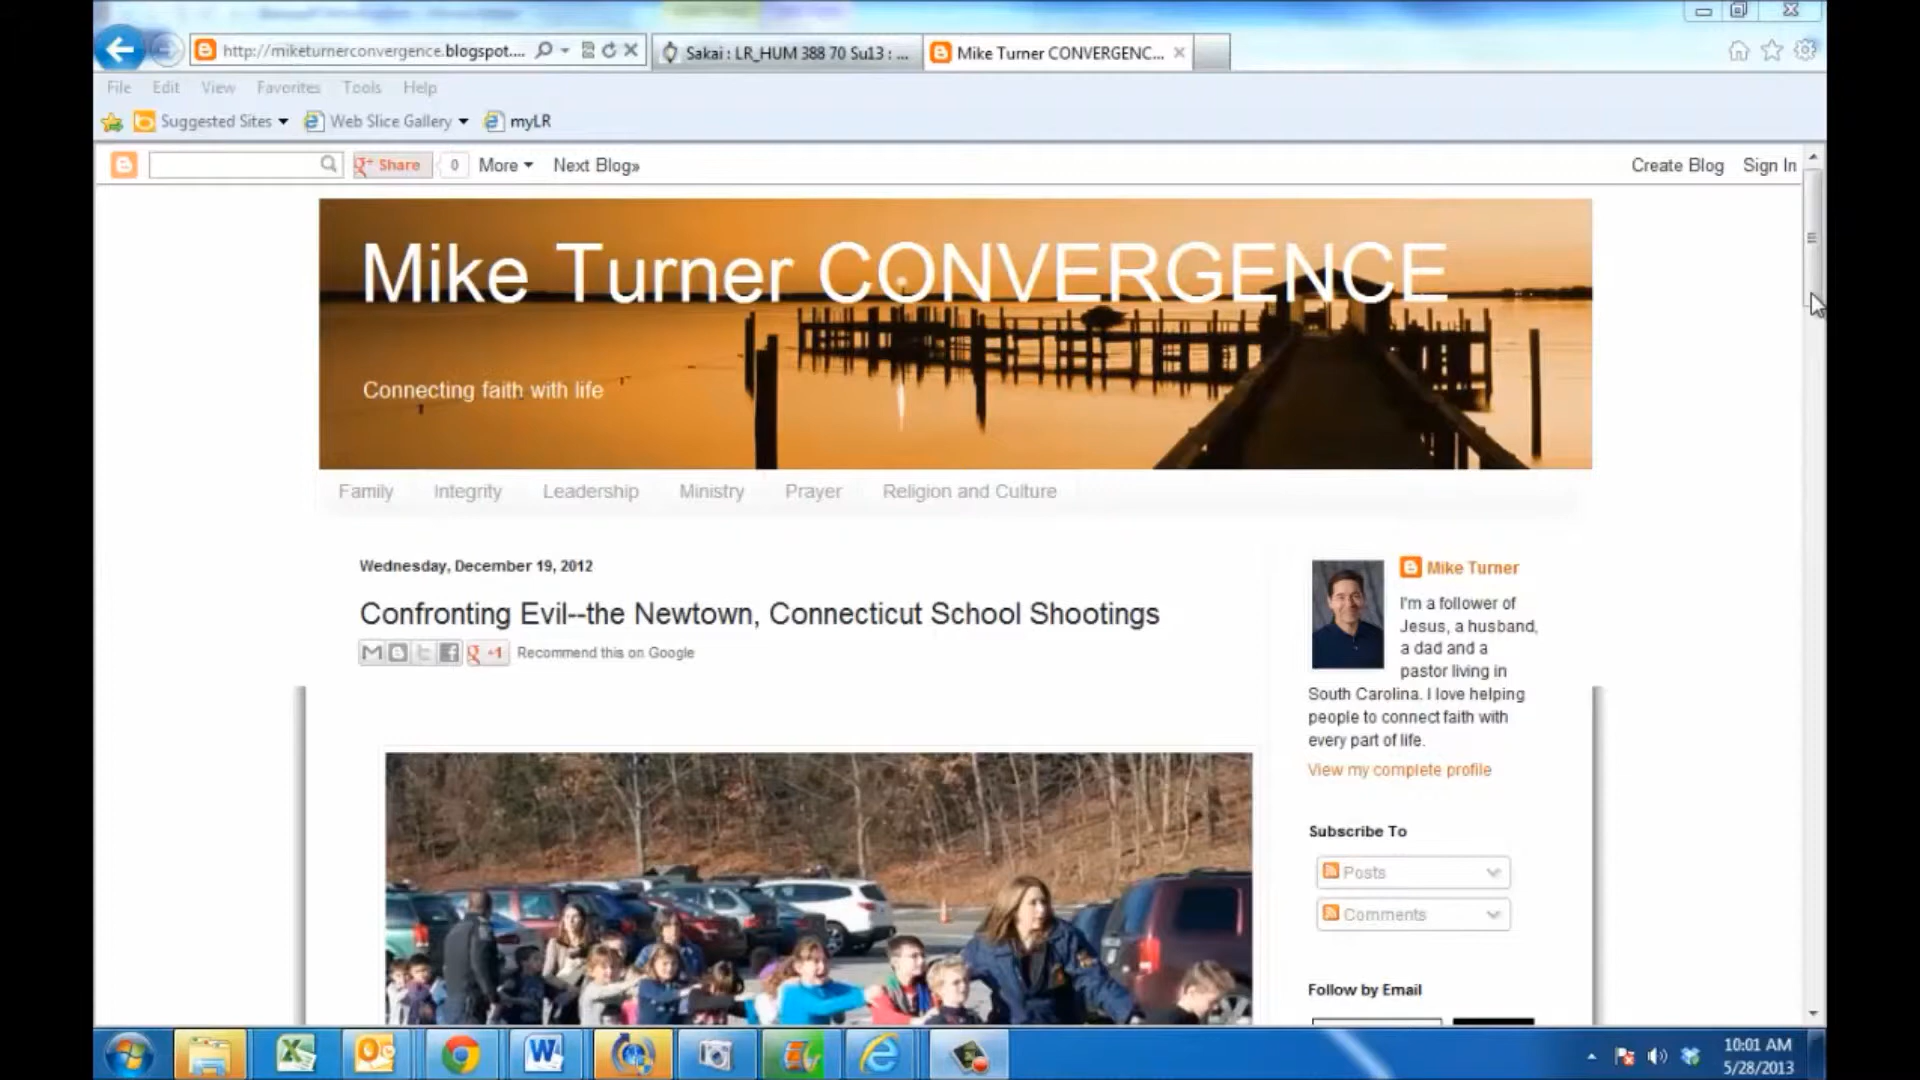 http://miketurnerconvergence.blogspot....
Sakai : LR_HUM 388 70 Su13 : ...
Mike Turner CONVERGENC...
File Edit View Favorites Tools Help
Suggested Sites Web Slice Gallery myLR
Share 0 More Next Blog»
Create Blog Sign In
Mike Turner CONVERGENCE
Connecting faith with life
Family Integrity Leadership Ministry Prayer Religion and Culture
Wednesday, December 19, 2012
Confronting Evil--the Newtown, Connecticut School Shootings
+1 Recommend this on Google
Mike Turner
I'm a follower of
Jesus, a husband,
a dad and a
pastor living in
South Carolina. I love helping
people to connect faith with
every part of life.
View my complete profile
Subscribe To
Posts
Comments
Follow by Email
10:01 AM
5/28/2013